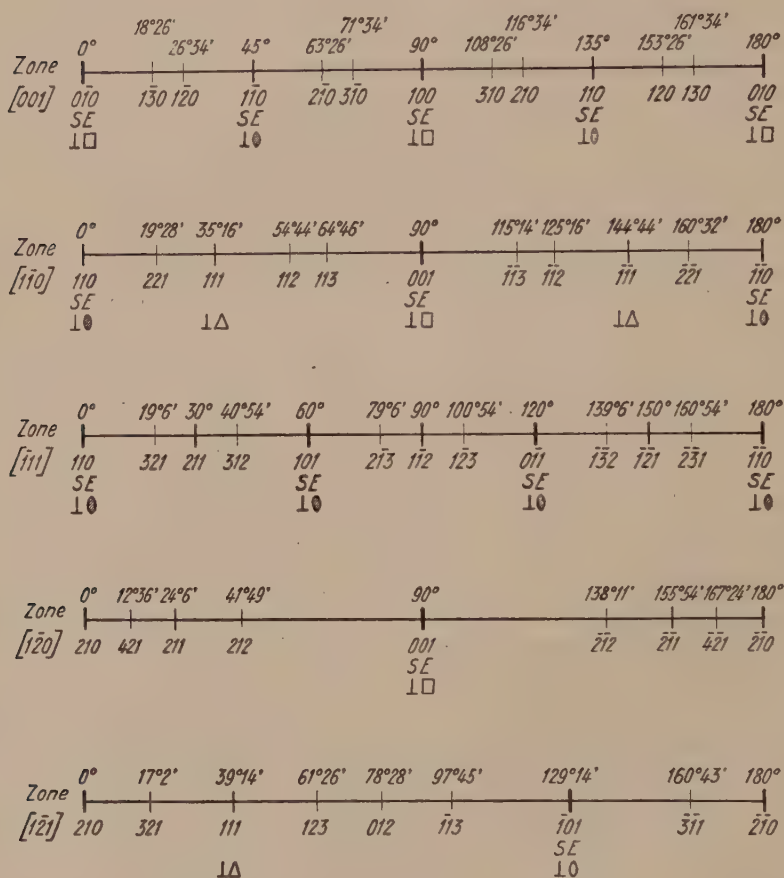 71°34' 116°34' 161°34'
18°26'
Zone 0° 26°34' 45° 63°26' 90° 108°26' 135° 153°26' 180°
[001] 01̄0 13̄0 12̄0 11̄0 21̄0 31̄0 100 310 210 110 120 130 010
SE SE SE SE SE
⊥□ ⊥⬮ ⊥□ ⊥⬮ ⊥□
Zone 0° 19°28' 35°16' 54°44' 64°46' 90° 115°14' 125°16' 144°44' 160°32' 180°
[11̄0] 110 221 111 112 113 001 1̄1̄3 1̄1̄2 1̄1̄1 2̄2̄1 1̄1̄0
SE SE SE
⊥⬮ ⊥△ ⊥□ ⊥△ ⊥⬮
Zone 0° 19°6' 30° 40°54' 60° 79°6' 90° 100°54' 120° 139°6' 150° 160°54' 180°
[1̄11] 110 321 211 312 101 21̄3 11̄2 12̄3 01̄1 1̄3̄2 1̄2̄1 2̄3̄1 1̄1̄0
SE SE SE SE
⊥⬮ ⊥⬮ ⊥⬮ ⊥⬮
Zone 0° 12°36' 24°6' 41°49' 90° 138°11' 155°54' 167°24' 180°
[12̄0] 210 421 211 212 001 2̄1̄2 2̄1̄1 4̄2̄1 2̄1̄0
SE
⊥□
Zone 0° 17°2' 39°14' 61°26' 78°28' 97°45' 129°14' 160°43' 180°
[12̄1] 210 321 111 123 012 1̄13 1̄01 3̄1̄1 2̄1̄0
SE
⊥△ ⊥⬯